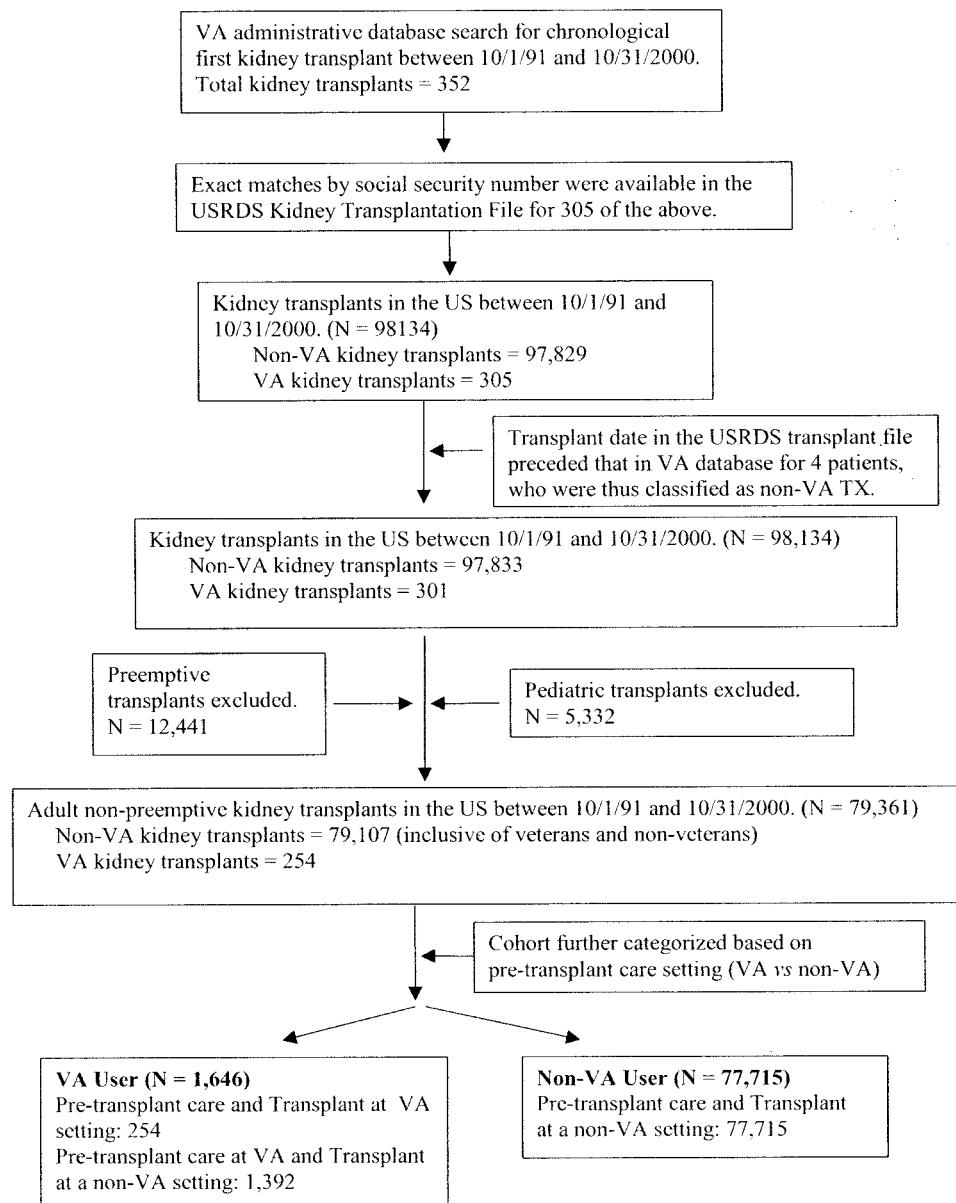 VA administrative database search for chronological
first kidney transplant between 10/1/91 and 10/31/2000.
Total kidney transplants = 352
Exact matches by social security number were available in the
USRDS Kidney Transplantation File for 305 of the above.
Kidney transplants in the US between 10/1/91 and
10/31/2000. (N = 98134)
Non-VA kidney transplants = 97,829
VA kidney transplants = 305
Transplant date in the USRDS transplant file
preceded that in VA database for 4 patients,
who were thus classified as non-VA TX.
Kidney transplants in the US between 10/1/91 and 10/31/2000. (N = 98,134)
Non-VA kidney transplants = 97,833
VA kidney transplants = 301
Preemptive
transplants excluded.
N = 12,441
Pediatric transplants excluded.
N = 5,332
Adult non-preemptive kidney transplants in the US between 10/1/91 and 10/31/2000. (N = 79,361)
Non-VA kidney transplants = 79,107 (inclusive of veterans and non-veterans)
VA kidney transplants = 254
Cohort further categorized based on
pre-transplant care setting (VA vs non-VA)
VA User (N = 1,646)
Pre-transplant care and Transplant at VA
setting: 254
Pre-transplant care at VA and Transplant
at a non-VA setting: 1,392
Non-VA User (N = 77,715)
Pre-transplant care and Transplant
at a non-VA setting: 77,715